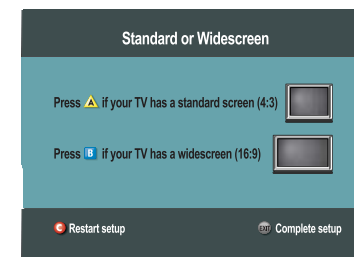 Standard or Widescreen
Press A if your TV has a standard screen (4:3)
Press B if your TV has a widescreen (16:9)
C Restart setup
EXIT Complete setup